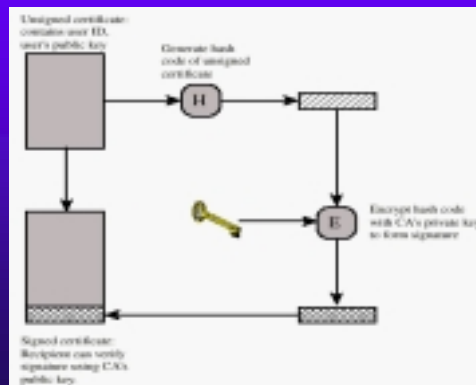 Unsigned certificate:
contains user ID,
user's public key
Generate hash
code of unsigned
certificate
H
E
Encrypt hash code
with CA's private key
to form signature
Signed certificate:
Recipient can verify
signature using CA's
public key.